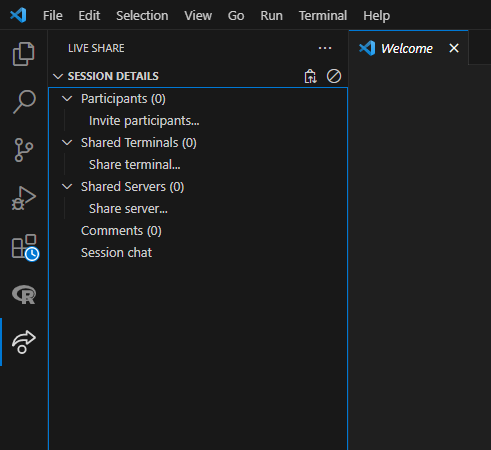 File Edit Selection View Go Run Terminal Help
LIVE SHARE
Welcome
SESSION DETAILS
Participants (0)
Invite participants...
Shared Terminals (0)
Share terminal...
Shared Servers (0)
Share server...
Comments (0)
Session chat
R